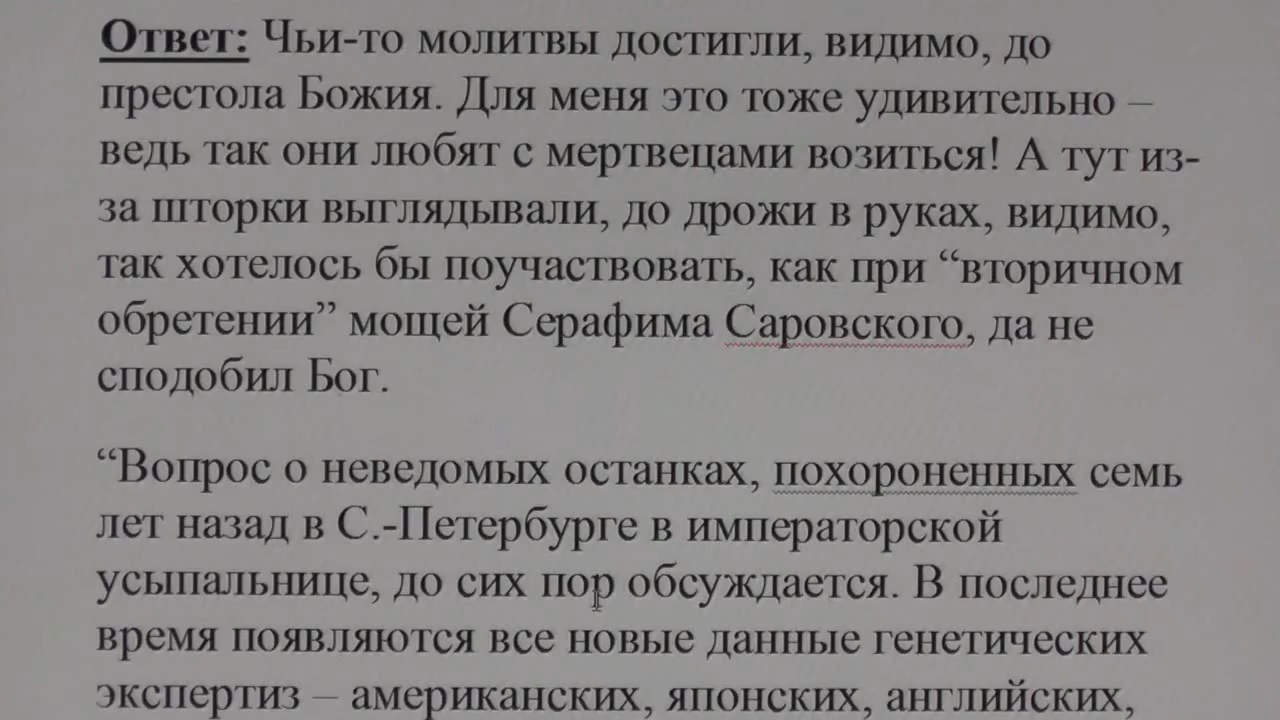 Ответ: Чьи-то молитвы достигли, видимо, до
престола Божия. Для меня это тоже удивительно –
ведь так они любят с мертвецами возиться! А тут из-
за шторки выглядывали, до дрожи в руках, видимо,
так хотелось бы поучаствовать, как при “вторичном
обретении” мощей Серафима Саровского, да не
сподобил Бог.
“Вопрос о неведомых останках, похороненных семь
лет назад в С.-Петербурге в императорской
усыпальнице, до сих пор обсуждается. В последнее
время появляются все новые данные генетических
экспертиз – американских, японских, английских,